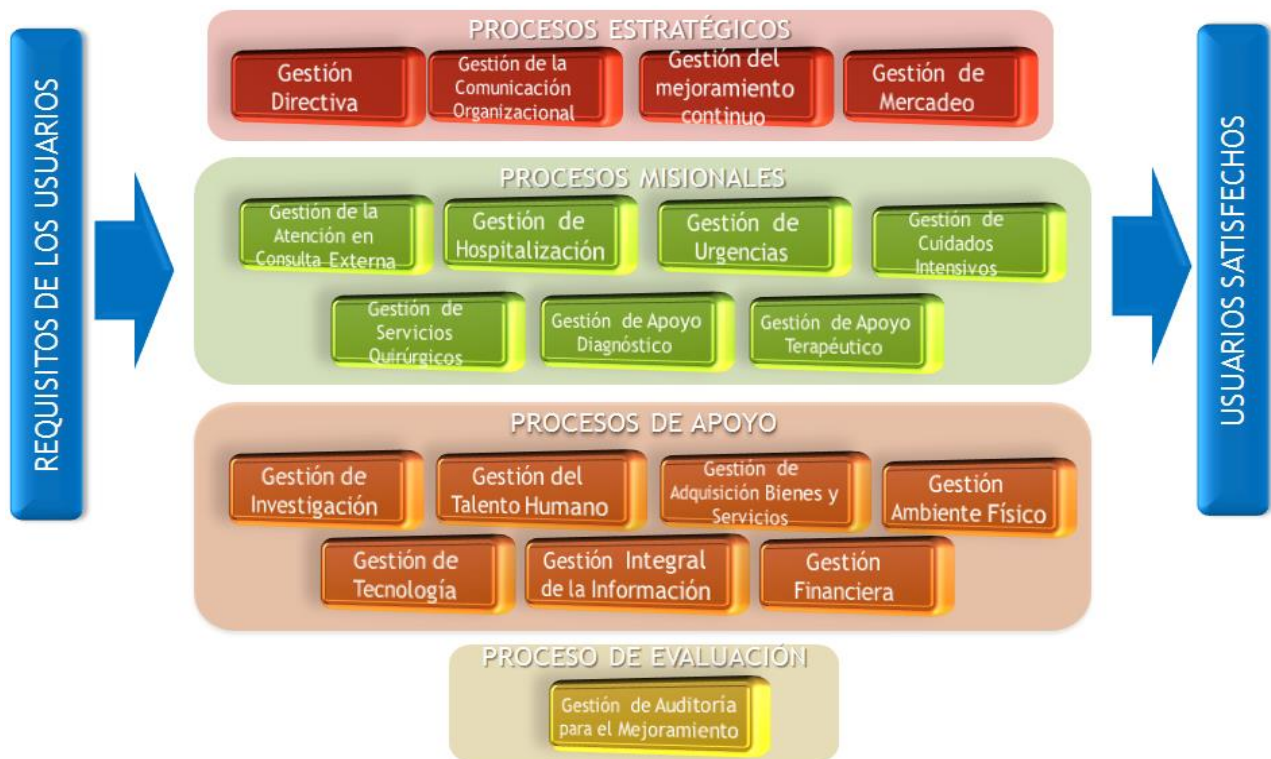 REQUISITOS DE LOS USUARIOS
PROCESOS ESTRATÉGICOS
Gestión
Directiva
Gestión de la
Comunicación
Organizacional
Gestión del
mejoramiento
continuo
Gestión de
Mercadeo
PROCESOS MISIONALES
Gestión de la
Atención en
Consulta Externa
Gestión de
Hospitalización
Gestión de
Urgencias
Gestión de
Cuidados
Intensivos
Gestión de
Servicios
Quirúrgicos
Gestión de Apoyo
Diagnóstico
Gestión de Apoyo
Terapéutico
PROCESOS DE APOYO
Gestión de
Investigación
Gestión del
Talento Humano
Gestión de
Adquisición Bienes y
Servicios
Gestión
Ambiente Físico
Gestión de
Tecnología
Gestión Integral
de la Información
Gestión
Financiera
PROCESO DE EVALUACIÓN
Gestión de Auditoría
para el Mejoramiento
USUARIOS SATISFECHOS